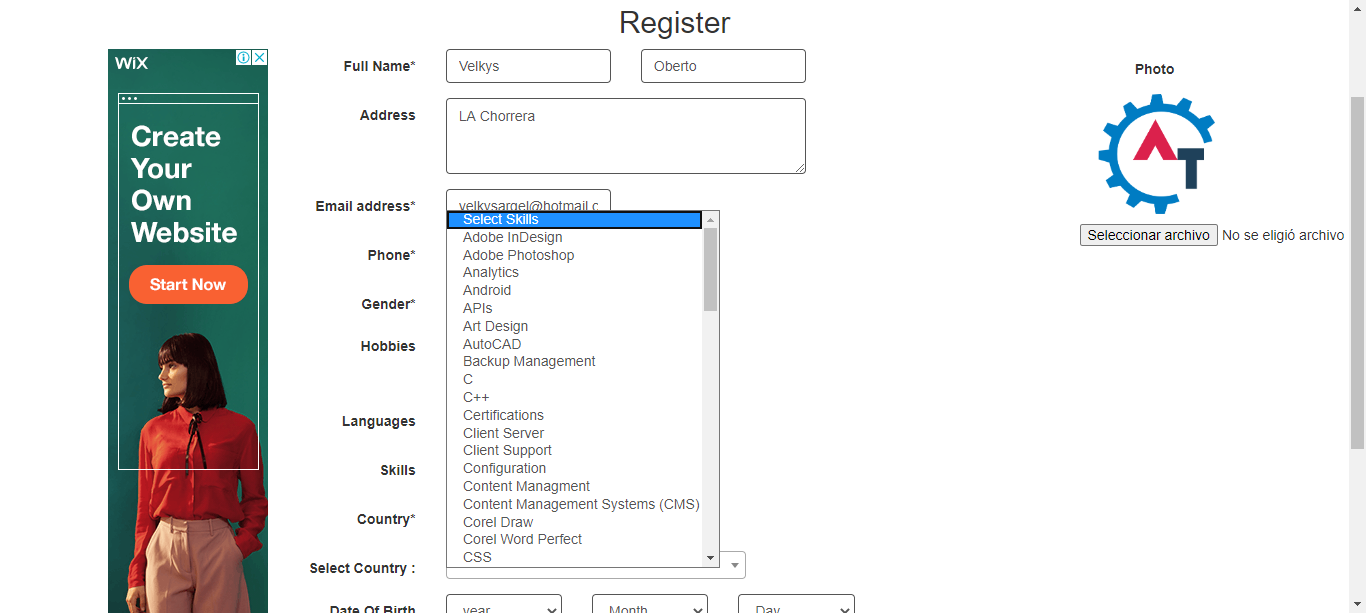 Register
WiX
Create
Your
Own
Website
Start Now
Full Name*
Velkys
Oberto
Address
LA Chorrera
Email address*
velkysargel@hotmail.c
Phone*
Gender*
Hobbies
Languages
Skills
Country*
Select Country :
Date Of Birth
Select Skills
Adobe InDesign
Adobe Photoshop
Analytics
Android
APIs
Art Design
AutoCAD
Backup Management
C
C++
Certifications
Client Server
Client Support
Configuration
Content Managment
Content Management Systems (CMS)
Corel Draw
Corel Word Perfect
CSS
year
Month
Day
Photo
AT
Seleccionar archivo No se eligió archivo